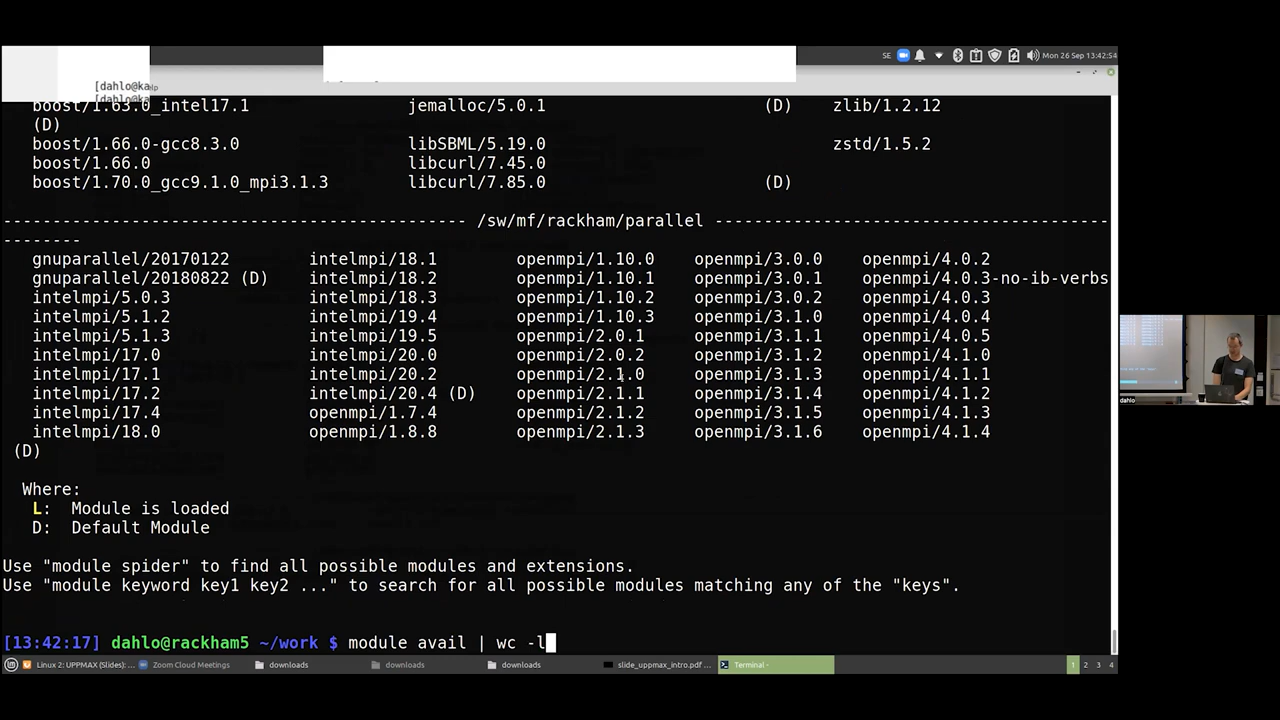 SE Mon 26 Sep 13:42:54
[dahlo@ka
[dahlo@ka
boost/1.63.0_intel17.1 jemalloc/5.0.1 (D) zlib/1.2.12
(D)
boost/1.66.0-gcc8.3.0 libSBML/5.19.0 zstd/1.5.2
boost/1.66.0 libcurl/7.45.0
boost/1.70.0_gcc9.1.0_mpi3.1.3 libcurl/7.85.0 (D)
-------------------------------------------- /sw/mf/rackham/parallel --------------------------------------
--------
gnuparallel/20170122 intelmpi/18.1 openmpi/1.10.0 openmpi/3.0.0 openmpi/4.0.2
gnuparallel/20180822 (D) intelmpi/18.2 openmpi/1.10.1 openmpi/3.0.1 openmpi/4.0.3-no-ib-verbs
intelmpi/5.0.3 intelmpi/18.3 openmpi/1.10.2 openmpi/3.0.2 openmpi/4.0.3
intelmpi/5.1.2 intelmpi/19.4 openmpi/1.10.3 openmpi/3.1.0 openmpi/4.0.4
intelmpi/5.1.3 intelmpi/19.5 openmpi/2.0.1 openmpi/3.1.1 openmpi/4.0.5
intelmpi/17.0 intelmpi/20.0 openmpi/2.0.2 openmpi/3.1.2 openmpi/4.1.0
intelmpi/17.1 intelmpi/20.2 openmpi/2.1.0 openmpi/3.1.3 openmpi/4.1.1
intelmpi/17.2 intelmpi/20.4 (D) openmpi/2.1.1 openmpi/3.1.4 openmpi/4.1.2
intelmpi/17.4 openmpi/1.7.4 openmpi/2.1.2 openmpi/3.1.5 openmpi/4.1.3
intelmpi/18.0 openmpi/1.8.8 openmpi/2.1.3 openmpi/3.1.6 openmpi/4.1.4
(D)
Where:
L: Module is loaded
D: Default Module
Use "module spider" to find all possible modules and extensions.
Use "module keyword key1 key2 ..." to search for all possible modules matching any of the "keys".
[13:42:17] dahlo@rackham5 ~/work $ module avail | wc -l
Linux 2: UPPMAX (Slides): ... Zoom Cloud Meetings downloads downloads downloads slide_uppmax_intro.pdf ... Terminal - 1 2 3 4
dahlo